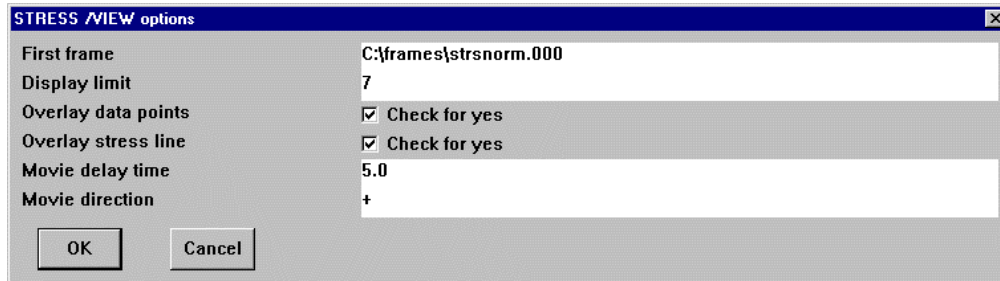 STRESS /VIEW options
First frame C:\frames\strsnorm.000
Display limit 7
Overlay data points Check for yes
Overlay stress line Check for yes
Movie delay time 5.0
Movie direction +
OK Cancel